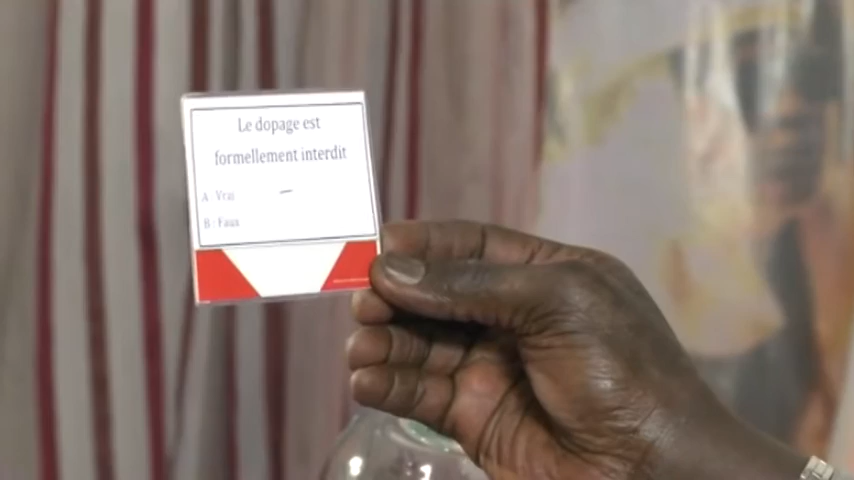 Le dopage est
formellement interdit
A : Vrai
B : Faux